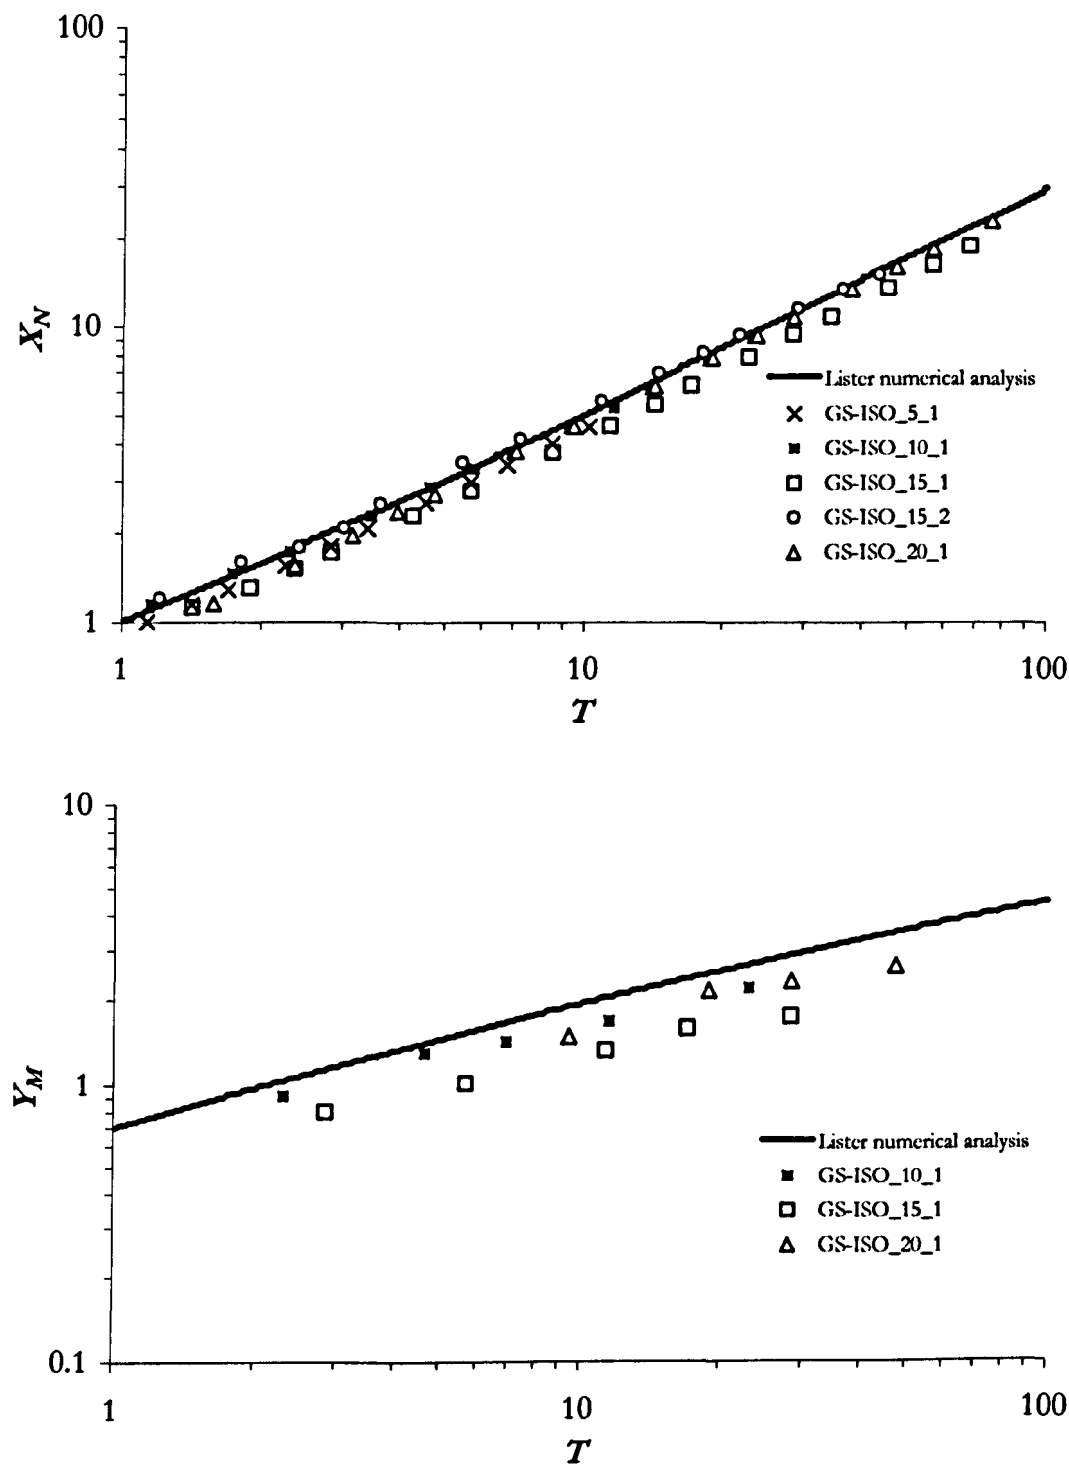 100
10
1
X_N
1
10
100
T
Lister numerical analysis
GS-ISO_5_1
GS-ISO_10_1
GS-ISO_15_1
GS-ISO_15_2
GS-ISO_20_1
10
1
0.1
Y_M
1
10
100
T
Lister numerical analysis
GS-ISO_10_1
GS-ISO_15_1
GS-ISO_20_1